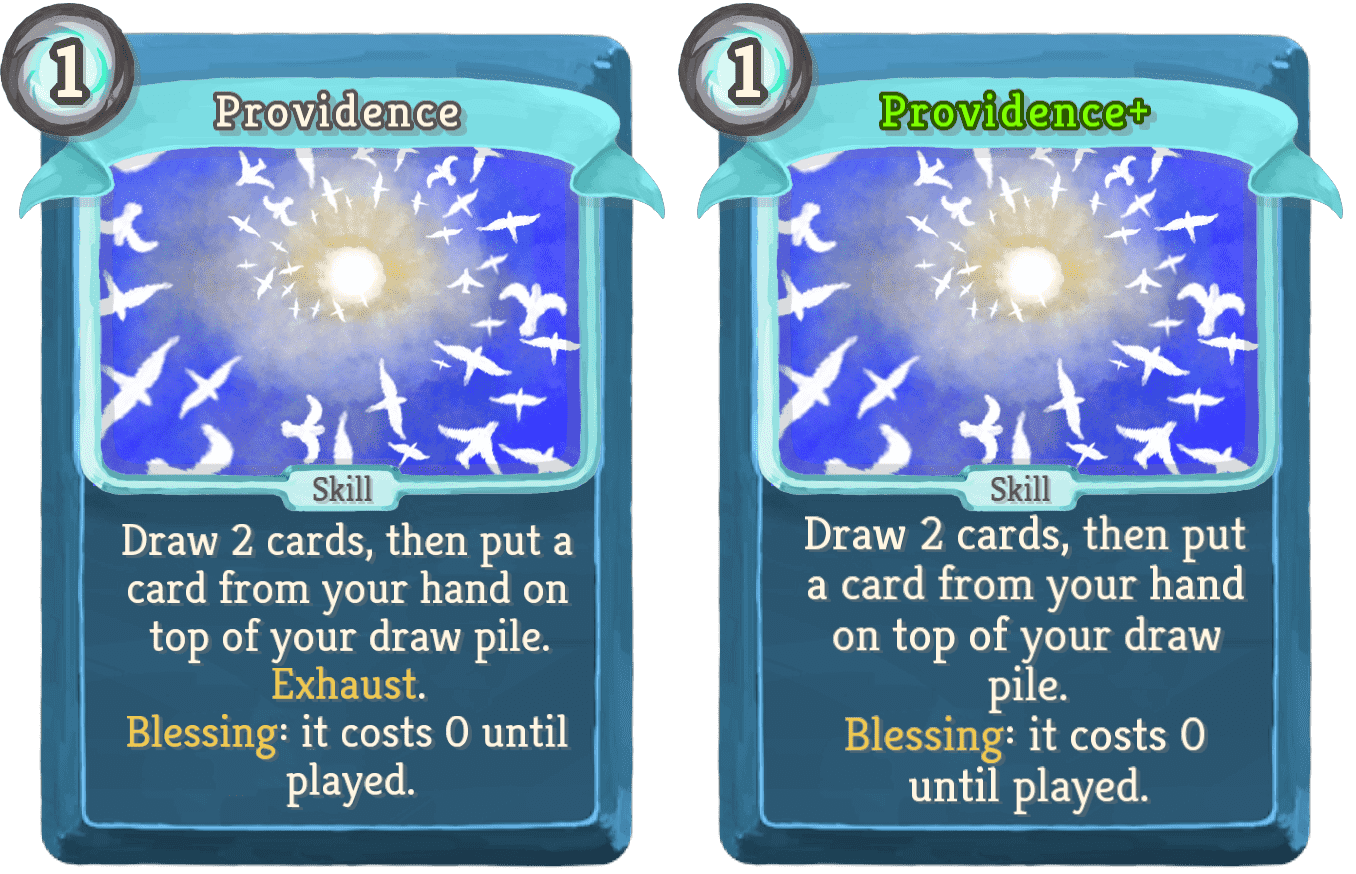 1
Providence
Skill
Draw 2 cards, then put a
card from your hand on
top of your draw pile.
Exhaust.
Blessing: it costs 0 until
played.
1
Providence+
Skill
Draw 2 cards, then put
a card from your hand
on top of your draw
pile.
Blessing: it costs 0
until played.